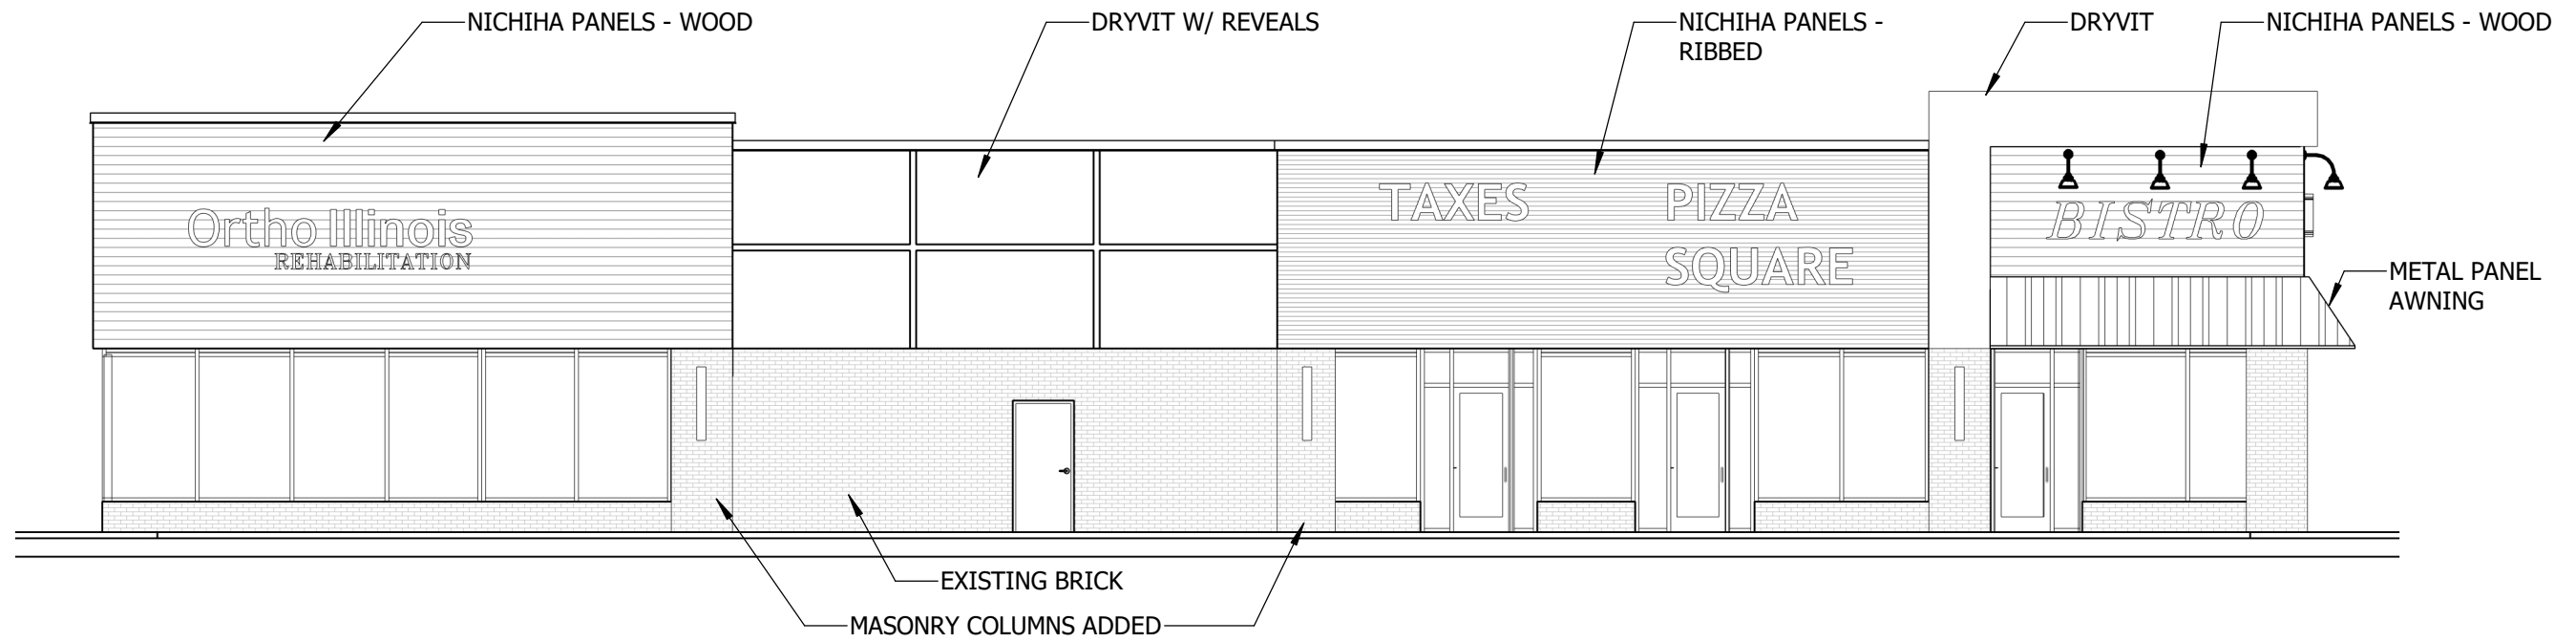 NICHIHA PANELS - WOOD
DRYVIT W/ REVEALS
NICHIHA PANELS -
RIBBED
DRYVIT
NICHIHA PANELS - WOOD
Ortho Illinois
REHABILITATION
TAXES
PIZZA
SQUARE
BISTRO
METAL PANEL
AWNING
EXISTING BRICK
MASONRY COLUMNS ADDED